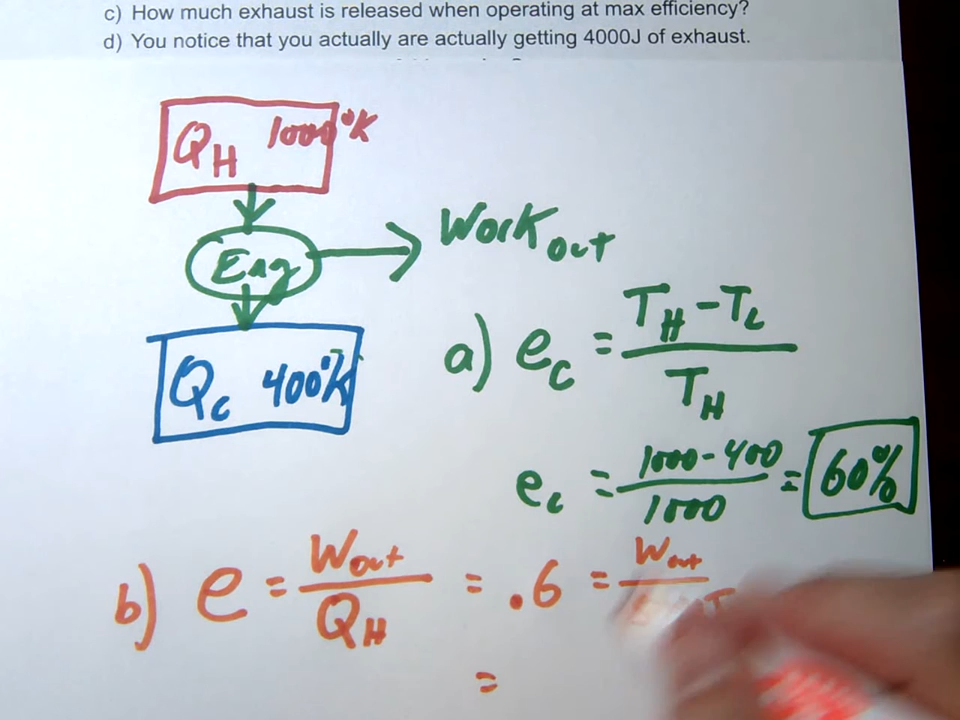 c) How much exhaust is released when operating at max efficiency?
d) You notice that you actually are actually getting 4000J of exhaust.
QH 1000°K
Eng
Work out
Qc 400°K
a) ec = TH - TL / TH
ec = 1000 - 400 / 1000 = 60%
b) e = Wout / QH = .6 = Wout /
=